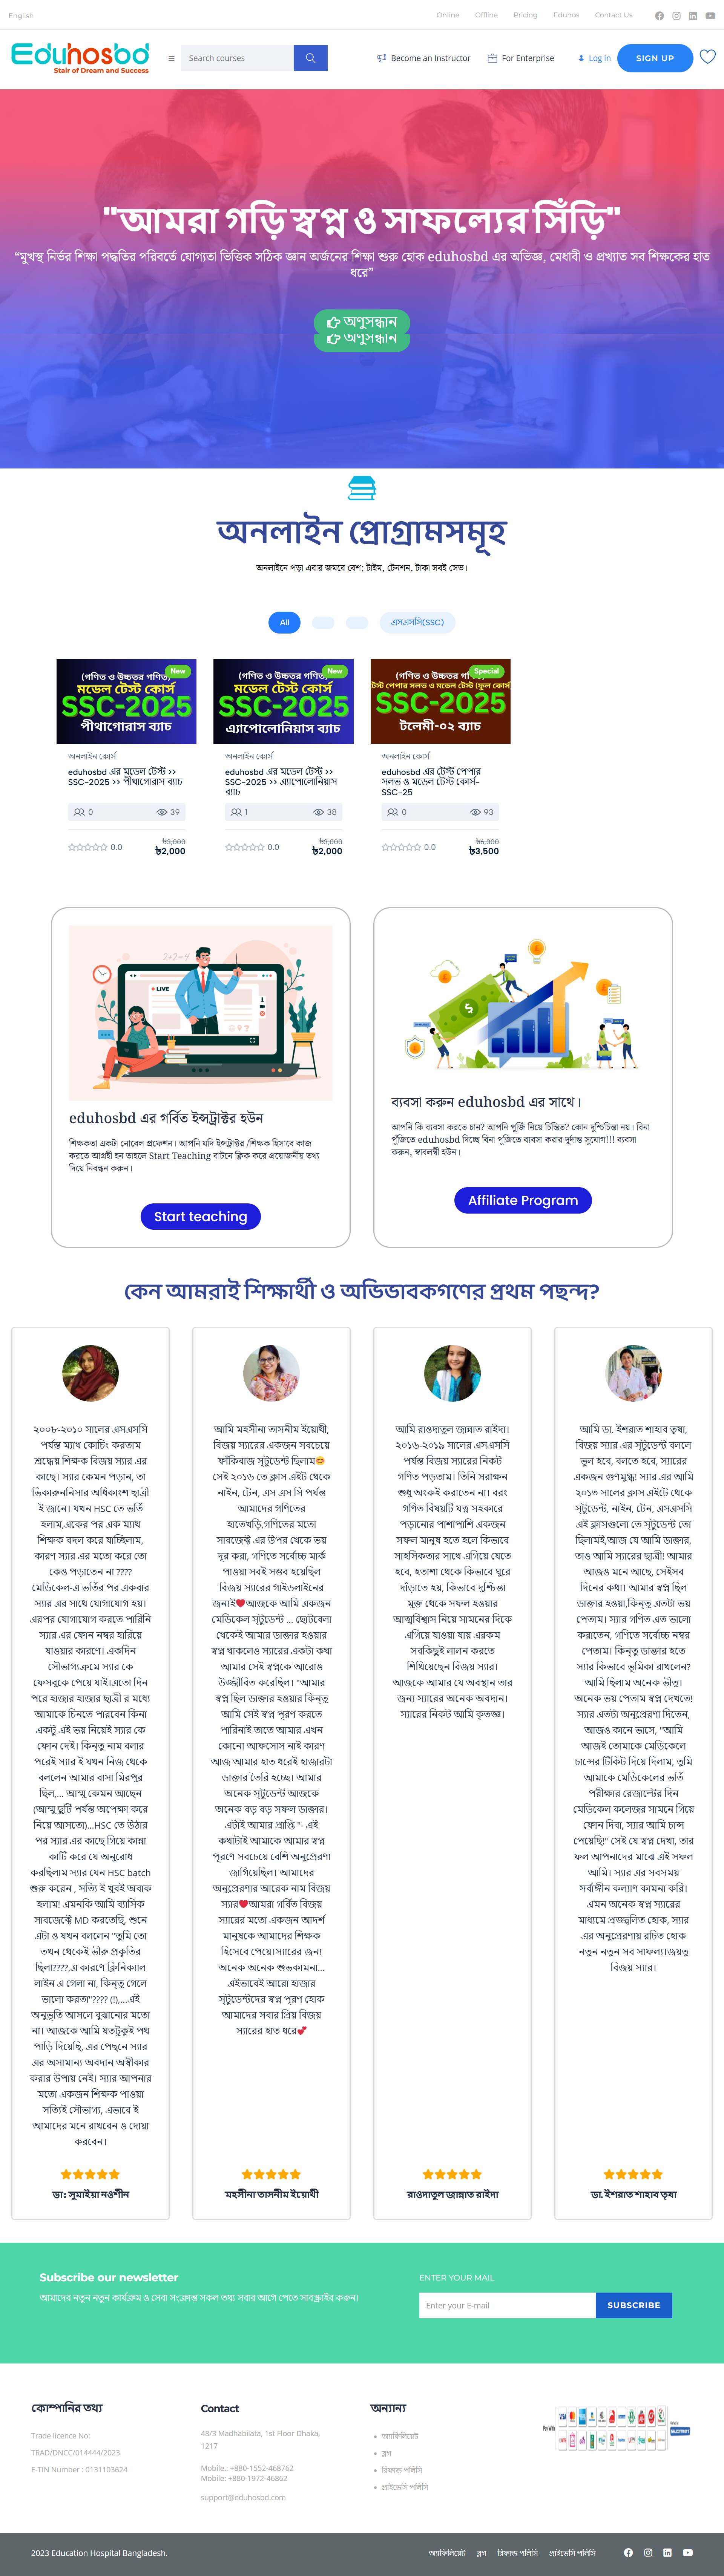 English
Online Offline Pricing Eduhos Contact Us
Eduhosbd
Stair of Dream and Success
Search courses
Become an Instructor
For Enterprise
Log in
SIGN UP
"আমরা গড়ি স্বপ্ন ও সাফল্যের সিঁড়ি"
“মুখস্থ নির্ভর শিক্ষা পদ্ধতির পরিবর্তে যোগ্যতা ভিত্তিক সঠিক জ্ঞান অর্জনের শিক্ষা শুরু হোক eduhosbd এর অভিজ্ঞ, মেধাবী ও প্রখ্যাত সব শিক্ষকের হাত
ধরে”
অণুসন্ধান
অণুসন্ধান
অনলাইন প্রোগ্রামসমূহ
অনলাইনে পড়া এবার জমবে বেশ; টাইম, টেনশন, টাকা সবই সেভ।
All
এসএসসি(SSC)
(গণিত ও উচ্চতর গণিত)
New
মডেল টেস্ট কোর্স
SSC-2025
পীথাগোরাস ব্যাচ
অনলাইন কোর্স
eduhosbd এর মডেল টেস্ট >>
SSC-2025 >> পীথাগোরাস ব্যাচ
0 39
0.0
৳3,000
৳2,000
(গণিত ও উচ্চতর গণিত)
New
মডেল টেস্ট কোর্স
SSC-2025
এ্যাপোলোনিয়াস ব্যাচ
অনলাইন কোর্স
eduhosbd এর মডেল টেস্ট >>
SSC-2025 >> এ্যাপোলোনিয়াস
ব্যাচ
1 38
0.0
৳3,000
৳2,000
(গণিত ও উচ্চতর
Special
টেস্ট পেপার সলভ ও মডেল টেস্ট (ফুল কোর্স)
SSC-2025
টলেমী-০২ ব্যাচ
অনলাইন কোর্স
eduhosbd এর টেস্ট পেপার
সলভ ও মডেল টেস্ট কোর্স-
SSC-25
0 93
0.0
৳6,000
৳3,500
2×2=4
LIVE
eduhosbd এর গর্বিত ইন্সট্রাক্টর হউন
শিক্ষকতা একটা নোবেল প্রফেশন। আপনি যদি ইন্সট্রাক্টর /শিক্ষক হিসাবে কাজ
করতে আগ্রহী হন তাহলে Start Teaching বাটনে ক্লিক করে প্রয়োজনীয় তথ্য
দিয়ে নিবন্ধন করুন।
Start teaching
ব্যবসা করুন eduhosbd এর সাথে।
আপনি কি ব্যবসা করতে চান? আপনি পুঁজি নিয়ে চিন্তিত? কোন দুশ্চিচন্তা নয়। বিনা
পুঁজিতে eduhosbd দিচ্ছে বিনা পূজিতে ব্যবসা করার দুর্দান্ত সুযোগ!!! ব্যবসা
করুন, স্বাবলম্বী হউন।
Affiliate Program
কেন আমরাই শিক্ষার্থী ও অভিভাবকগণের প্রথম পছন্দ?
২০০৮-২০১০ সালের এসএসসি
পর্যন্ত ম্যাথ কোচিং করতাম
শ্রদ্ধেয় শিক্ষক বিজয় স্যার এর
কাছে। স্যার কেমন পড়ান, তা
ভিকারুননিসার অধিকাংশ ছাত্রী
ই জানে। যখন HSC তে ভর্তি
হলাম,একের পর এক ম্যাথ
শিক্ষক বদল করে যাচ্ছিলাম,
কারণ স্যার এর মতো করে তো
কেও পড়াতেন না ????
মেডিকেল-এ ভর্তির পর একবার
স্যার এর সাথে যোগাযোগ হয়।
এরপর যোগাযোগ করতে পারিনি
স্যার এর ফোন নম্বর হারিয়ে
যাওয়ার কারণে। একদিন
সৌভাগ্যক্রমে স্যার কে
ফেসবুকে পেয়ে যাই।এতো দিন
পরে হাজার হাজার ছাত্রী র মধ্যে
আমাকে চিনতে পারবেন কিনা
একটু এই ভয় নিয়েই স্যার কে
ফোন দেই। কিন্তু নাম বলার
পরেই স্যার ই যখন নিজ থেকে
বললেন আমার বাসা মিরপুর
ছিল,... আম্মু কেমন আছেন
(আম্মু ছুটি পর্যন্ত অপেক্ষা করে
নিয়ে আসতো)...HSC তে উঠার
পর স্যার এর কাছে গিয়ে কান্না
কাটি করে যে অনুরোধ
করছিলাম স্যার যেন HSC batch
শুরু করেন , সত্যি ই খুবই অবাক
হলাম! এমনকি আমি ব্যাসিক
সাবজেক্টে MD করতেছি, শুনে
এটা ও যখন বললেন "তুমি তো
তখন থেকেই ভীরু প্রকৃতির
ছিলা????,এ কারণে ক্লিনিক্যাল
লাইন এ গেলা না, কিন্তু গেলে
ভালো করতা"???? (!),....এই
অনুভূতি আসলে বুঝানোর মতো
না। আজকে আমি যতটুকুই পথ
পাড়ি দিয়েছি, এর পেছনে স্যার
এর অসামান্য অবদান অস্বীকার
করার উপায় নেই। স্যার আপনার
মতো একজন শিক্ষক পাওয়া
সত্যিই সৌভাগ্য, এভাবে ই
আমাদের মনে রাখবেন ও দোয়া
করবেন।
ডাঃ সুমাইয়া নওশীন
আমি মহসীনা তাসনীম ইয়োথী,
বিজয় স্যারের একজন সবচেয়ে
ফাঁকিবাজ স্টুডেন্ট ছিলাম😊
সেই ২০১৬ তে ক্লাস এইট থেকে
নাইন, টেন, এস এস সি পর্যন্ত
আমাদের গণিতের
হাতেখড়ি,গণিতের মতো
সাবজেক্ট এর উপর থেকে ভয়
দূর করা, গণিতে সর্বোচ্চ মার্ক
পাওয়া সবই সম্ভব হয়েছিল
বিজয় স্যারের গাইডলাইনের
জন্যই❤️আজকে আমি একজন
মেডিকেল স্টুডেন্ট ... ছোটবেলা
থেকেই আমার ডাক্তার হওয়ার
স্বপ্ন থাকলেও স্যারের একটা কথা
আমার সেই স্বপ্নকে আরোও
উজ্জীবিত করেছিল। "আমার
স্বপ্ন ছিল ডাক্তার হওয়ার কিন্তু
আমি সেই স্বপ্ন পূরণ করতে
পারিনাই তাতে আমার এখন
কোনো আফসোস নাই কারণ
আজ আমার হাত ধরেই হাজারটা
ডাক্তার তৈরি হচ্ছে। আমার
অনেক স্টুডেন্ট আজকে
অনেক বড় বড় সফল ডাক্তার।
এটাই আমার প্রাপ্তি "- এই
কথাটাই আমাকে আমার স্বপ্ন
পূরণে সবচেয়ে বেশি অনুপ্রেরণা
জাগিয়েছিল। আমাদের
অনুপ্রেরণার আরেক নাম বিজয়
স্যার❤️আমরা গর্বিত বিজয়
স্যারের মতো একজন আদর্শ
মানুষকে আমাদের শিক্ষক
হিসেবে পেয়ে।স্যারের জন্য
অনেক অনেক শুভকামনা...
এইভাবেই আরো হাজার
স্টুডেন্টদের স্বপ্ন পূরণ হোক
আমাদের সবার প্রিয় বিজয়
স্যারের হাত ধরে💕
মহসীনা তাসনীম ইয়োথী
আমি রাওদাতুল জান্নাত রাইদা।
২০১৬-২০১৯ সালের এসএসসি
পর্যন্ত বিজয় স্যারের নিকট
গণিত পড়তাম। তিনি সরাক্ষন
শুধু অংকই করাতেন না। বরং
গণিত বিষয়টি যত্ন সহকারে
পড়ানোর পাশাপাশি একজন
সফল মানুষ হতে হলে কিভাবে
সাহসিকতার সাথে এগিয়ে যেতে
হবে, হতাশা থেকে কিভাবে ঘুরে
দাঁড়াতে হয়, কিভাবে দুশ্চিন্তা
মুক্ত থেকে সফল হওয়ার
আত্মবিশ্বাস নিয়ে সামনের দিকে
এগিয়ে যাওয়া যায় এরকম
সবকিছুই লালন করতে
শিখিয়েছেন বিজয় স্যার।
আজকে আমার যে অবস্থান তার
জন্য স্যারের অনেক অবদান।
স্যারের নিকট আমি কৃতজ্ঞ।
রাওদাতুল জান্নাত রাইদা
আমি ডা. ইশরাত শাহাব তৃষা,
বিজয় স্যার এর স্টুডেন্ট বললে
ভুল হবে, বলতে হবে, স্যারের
একজন গুণমুগ্ধ! স্যার এর আমি
২০১৩ সালের ক্লাস এইটে থেকে
স্টুডেন্ট, নাইন, টেন, এসএসসি
এই ক্লাসগুলো তে স্টুডেন্ট তো
ছিলামই,আজ যে আমি ডাক্তার,
তাও আমি স্যারের ছাত্রী! আমার
আজও মনে আছে, সেইসব
দিনের কথা। আমার স্বপ্ন ছিল
ডাক্তার হওয়া,কিন্তু এতটা ভয়
পেতাম। স্যার গণিত এত ভালো
করাতেন, গণিতে সর্বোচ্চ নম্বর
পেতাম। কিন্তু ডাক্তার হতে
স্যার কিভাবে ভূমিকা রাখলেন?
আমি ছিলাম অনেক ভীতু।
অনেক ভয় পেতাম স্বপ্ন দেখতে!
স্যার এতটা অনুপ্রেরণা দিতেন,
আজও কানে ভাসে, "আমি
আজই তোমাকে মেডিকেলে
চান্সের টিকিট দিয়ে দিলাম, তুমি
আমাকে মেডিকেলের ভর্তি
পরীক্ষার রেজাল্টের দিন
মেডিকেল কলেজর সামনে গিয়ে
ফোন দিবা, স্যার আমি চান্স
পেয়েছি!" সেই যে স্বপ্ন দেখা, তার
ফল আপনাদের মাঝে এই সফল
আমি। স্যার এর সবসময়
সর্বাঙ্গীন কল্যাণ কামনা করি।
এমন অনেক স্বপ্ন স্যারের
মাধ্যমে প্রজ্জ্বলিত হোক, স্যার
এর অনুপ্রেরণায় রচিত হোক
নতুন নতুন সব সাফল্য।জয়তু
বিজয় স্যার।
ডা. ইশরাত শাহাব তৃষা
Subscribe our newsletter
আমাদের নতুন নতুন কার্যক্রম ও সেবা সংক্রান্ত সকল তথ্য সবার আগে পেতে সাবস্ক্রাইব করুন।
ENTER YOUR MAIL
Enter your E-mail
SUBSCRIBE
কোম্পানির তথ্য
Trade licence No:
TRAD/DNCC/014444/2023
E-TIN Number : 0131103624
Contact
48/3 Madhabilata, 1st Floor Dhaka,
1217
Mobile.: +880-1552-468762
Mobile: +880-1972-46862
support@eduhosbd.com
অন্যান্য
অ্যাফিলিয়েট
ব্লগ
রিফান্ড পলিসি
প্রাইভেসি পলিসি
Pay With
VISA
2023 Education Hospital Bangladesh.
অ্যাফিলিয়েট ব্লগ রিফান্ড পলিসি প্রাইভেসি পলিসি